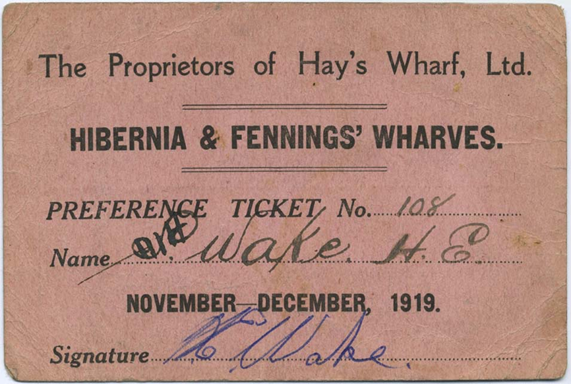 The Proprietors of Hay's Wharf, Ltd.
HIBERNIA & FENNINGS' WHARVES.
PREFERENCE TICKET No. 108
Name Wake. H. E.
NOVEMBER—DECEMBER, 1919.
Signature Wake.